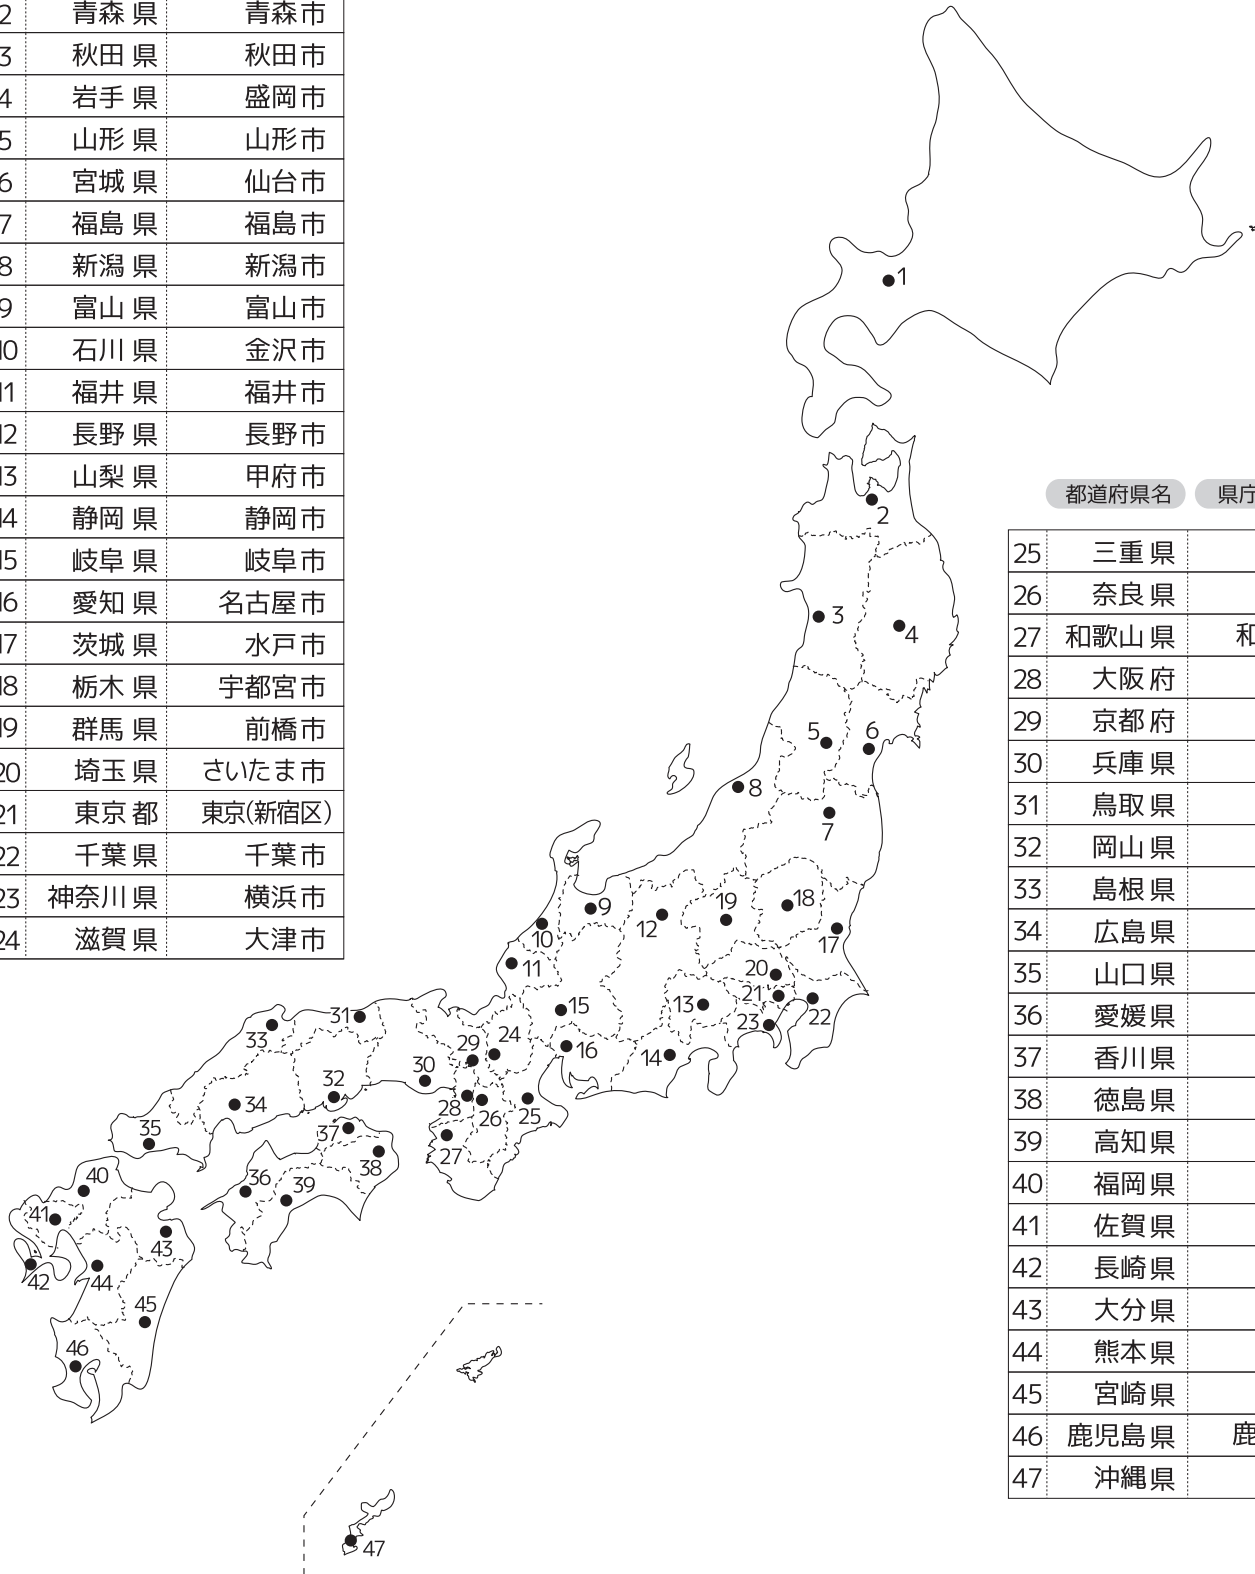 2 青森県 青森市
3 秋田県 秋田市
4 岩手県 盛岡市
5 山形県 山形市
6 宮城県 仙台市
7 福島県 福島市
8 新潟県 新潟市
9 富山県 富山市
10 石川県 金沢市
11 福井県 福井市
12 長野県 長野市
13 山梨県 甲府市
14 静岡県 静岡市
15 岐阜県 岐阜市
16 愛知県 名古屋市
17 茨城県 水戸市
18 栃木県 宇都宮市
19 群馬県 前橋市
20 埼玉県 さいたま市
21 東京都 東京(新宿区)
22 千葉県 千葉市
23 神奈川県 横浜市
24 滋賀県 大津市
1
2
3
4
5
6
8
7
9
10
11
12
19
18
17
20
21
22
23
13
14
15
16
24
29
30
28
26
25
27
31
33
32
34
35
37
38
36
39
40
41
42
43
44
45
46
47
都道府県名 県庁
25 三重県
26 奈良県
27 和歌山県 和
28 大阪府
29 京都府
30 兵庫県
31 鳥取県
32 岡山県
33 島根県
34 広島県
35 山口県
36 愛媛県
37 香川県
38 徳島県
39 高知県
40 福岡県
41 佐賀県
42 長崎県
43 大分県
44 熊本県
45 宮崎県
46 鹿児島県 鹿
47 沖縄県